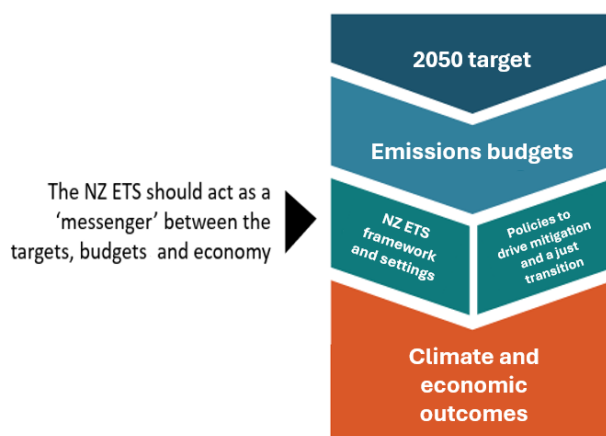 2050 target
Emissions budgets
The NZ ETS should act as a
'messenger' between the
targets, budgets and economy
NZ ETS
framework
and settings
Policies to
drive mitigation
and a just
transition
Climate and
economic
outcomes